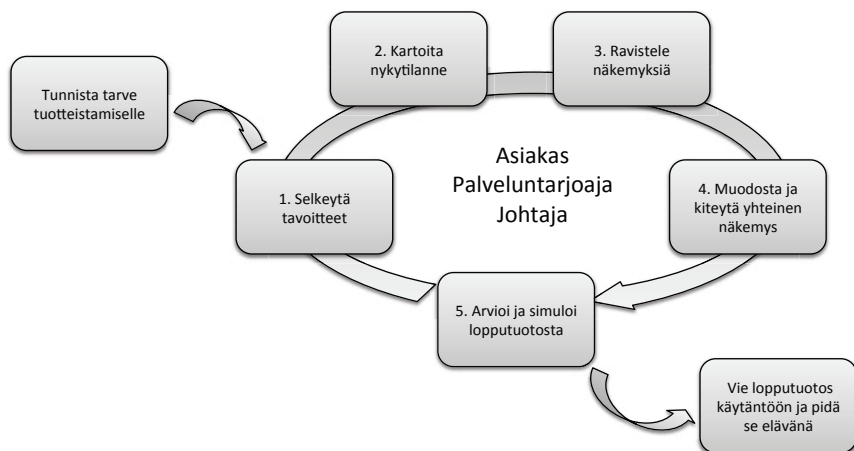 Tunnista tarve
tuotteistamiselle
1. Selkeytä
tavoitteet
2. Kartoita
nykytilanne
3. Ravistele
näkemyksiä
4. Muodosta ja
kiteytä yhteinen
näkemys
5. Arvioi ja simuloi
lopputuotosta
Asiakas
Palveluntarjoaja
Johtaja
Vie lopputuotos
käytäntöön ja pidä
se elävänä